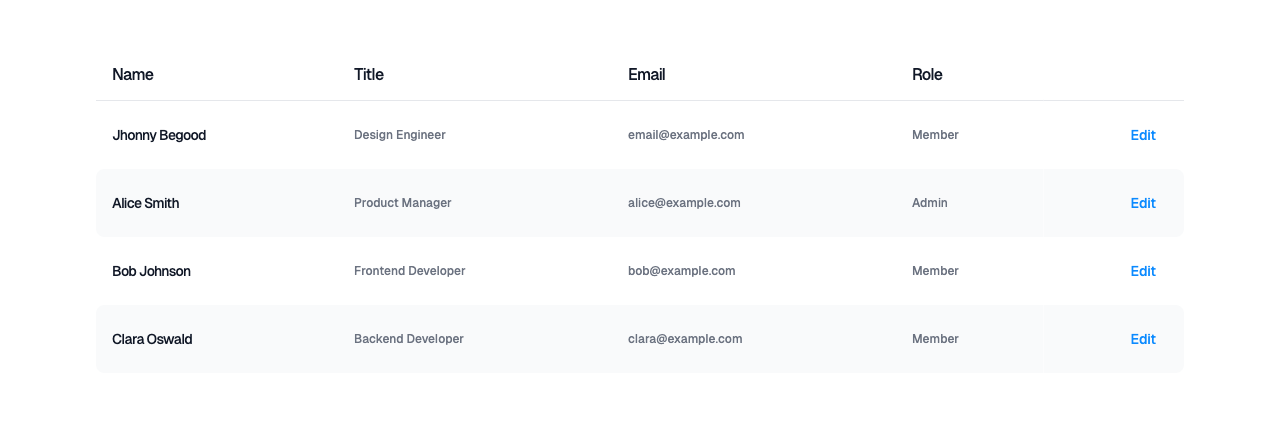 Name Title Email Role
Jhonny Begood Design Engineer email@example.com Member Edit
Alice Smith Product Manager alice@example.com Admin Edit
Bob Johnson Frontend Developer bob@example.com Member Edit
Clara Oswald Backend Developer clara@example.com Member Edit